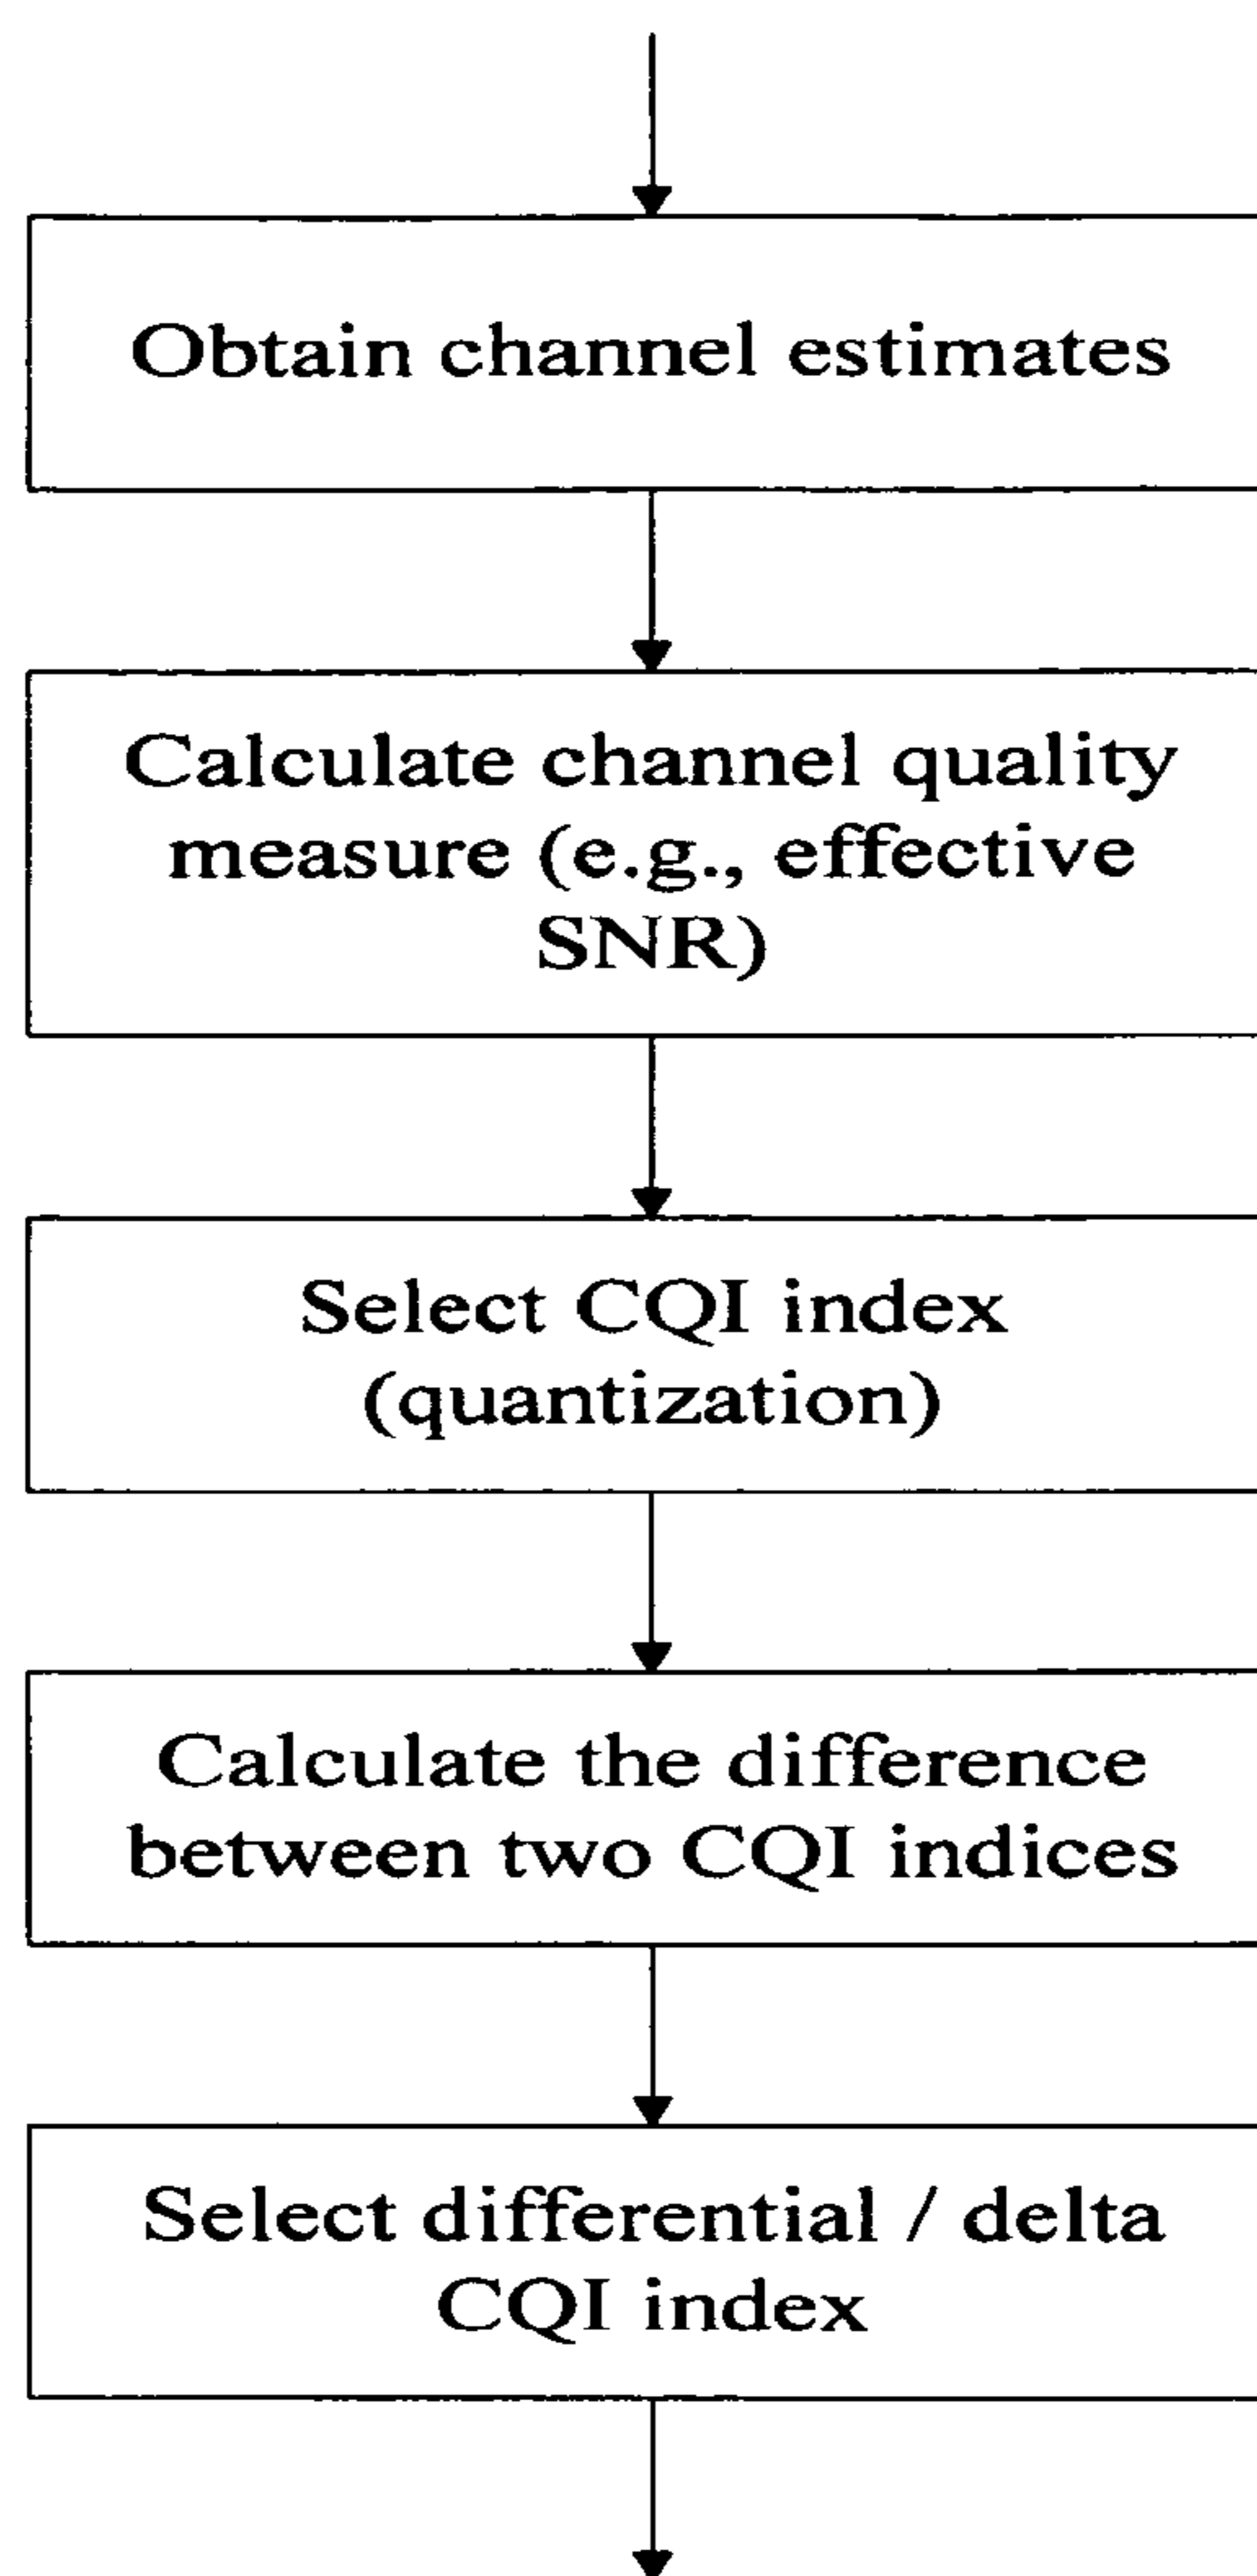 Obtain channel estimates
Calculate channel quality
measure (e.g., effective
SNR)
Select CQI index
(quantization)
Calculate the difference
between two CQI indices
Select differential / delta
CQI index